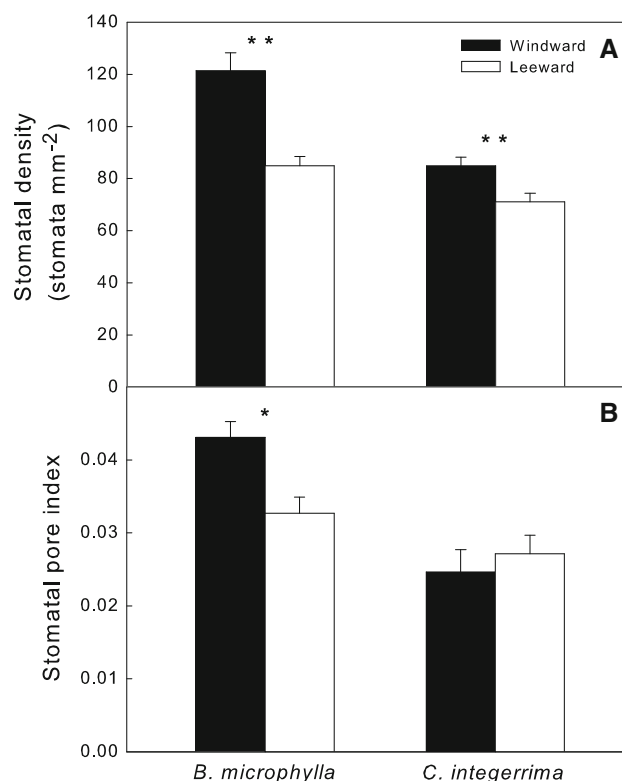 140
120
100
80
60
40
20
0
Stomatal density
(stomata mm-2)
* *
* *
Windward
Leeward
A
0.04
0.03
0.02
0.01
0.00
Stomatal pore index
*
B
B. microphylla
C. integerrima